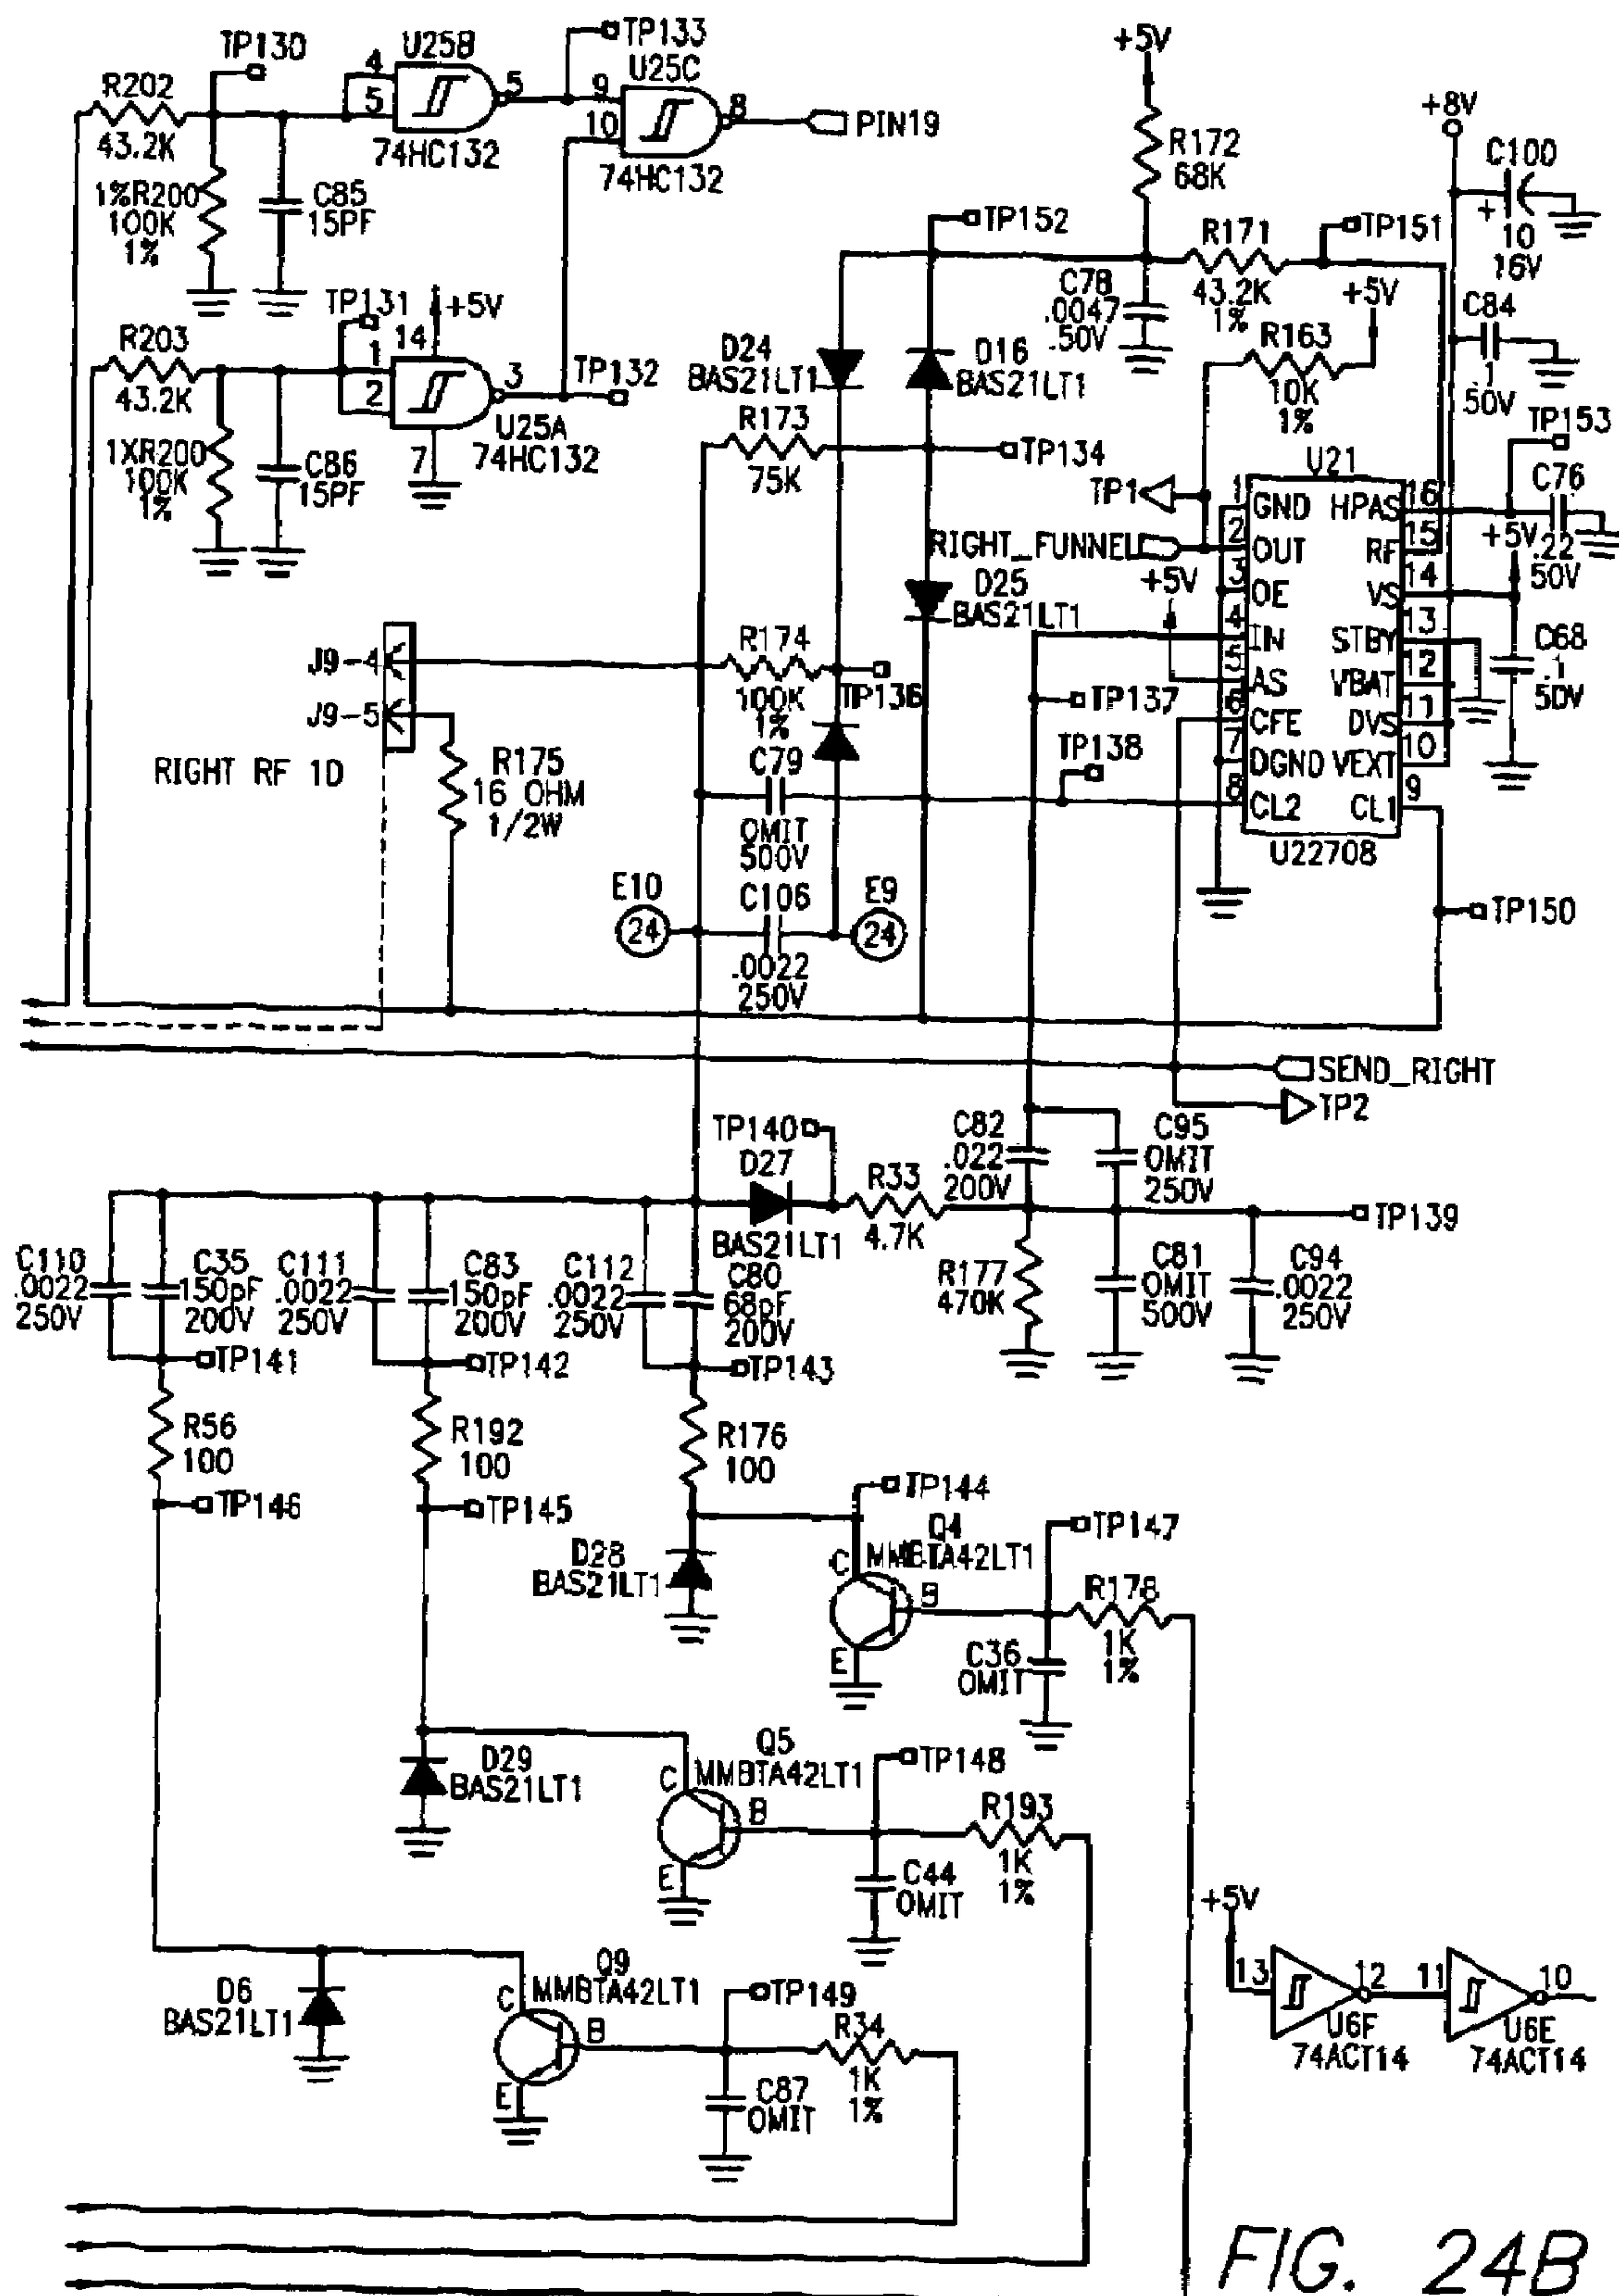 TP130
U25B
R202
4
5
5
43.2K
74HC132
TP133
U25C
9
10
8
PIN19
74HC132
1%R200
100K
1%
C85
15PF
+5V
R172
68K
+8V
C100
+
10
16V
TP152
R171
43.2K
1%
TP151
C78
.0047
.50V
+5V
R163
10K
1%
C84
.1
50V
TP131
+5V
R203
14
1
2
3
TP132
43.2K
U25A
74HC132
7
1XR200
100K
1%
C86
15PF
D24
BAS21LT1
D16
BAS21LT1
R173
75K
TP134
TP153
C76
.22
50V
+5V
TP1
RIGHT_FUNNEL
+5V
U21
1
GND
HPAS
16
2
OUT
RF
15
3
OE
VS
14
4
IN
STBY
13
5
AS
VBAT
12
6
CFE
DVS
11
7
DGND
VEXT
10
8
CL2
CL1
9
U22708
C68
.1
50V
D25
BAS21LT1
J9-4
J9-5
RIGHT RF 1D
R174
100K
1%
TP136
TP137
TP138
R175
16 OHM
1/2W
C79
OMIT
500V
E10
24
C106
.0022
250V
E9
24
TP150
SEND_RIGHT
TP2
TP140
D27
BAS21LT1
R33
4.7K
C82
.022
200V
C95
OMIT
250V
TP139
C110
.0022
250V
C35
150pF
200V
C111
.0022
250V
C83
150pF
200V
C112
.0022
250V
C80
68pF
200V
R177
470K
C81
OMIT
500V
C94
.0022
250V
TP141
TP142
TP143
R56
100
R192
100
R176
100
TP146
TP145
TP144
D28
BAS21LT1
Q4
MMBTA42LT1
C
B
E
TP147
R178
1K
1%
C36
OMIT
D29
BAS21LT1
Q5
MMBTA42LT1
C
B
E
TP148
R193
1K
1%
C44
OMIT
D6
BAS21LT1
Q9
MMBTA42LT1
C
B
E
TP149
R34
1K
1%
C87
OMIT
+5V
13
12
U6F
74ACT14
11
10
U6E
74ACT14
FIG. 24B